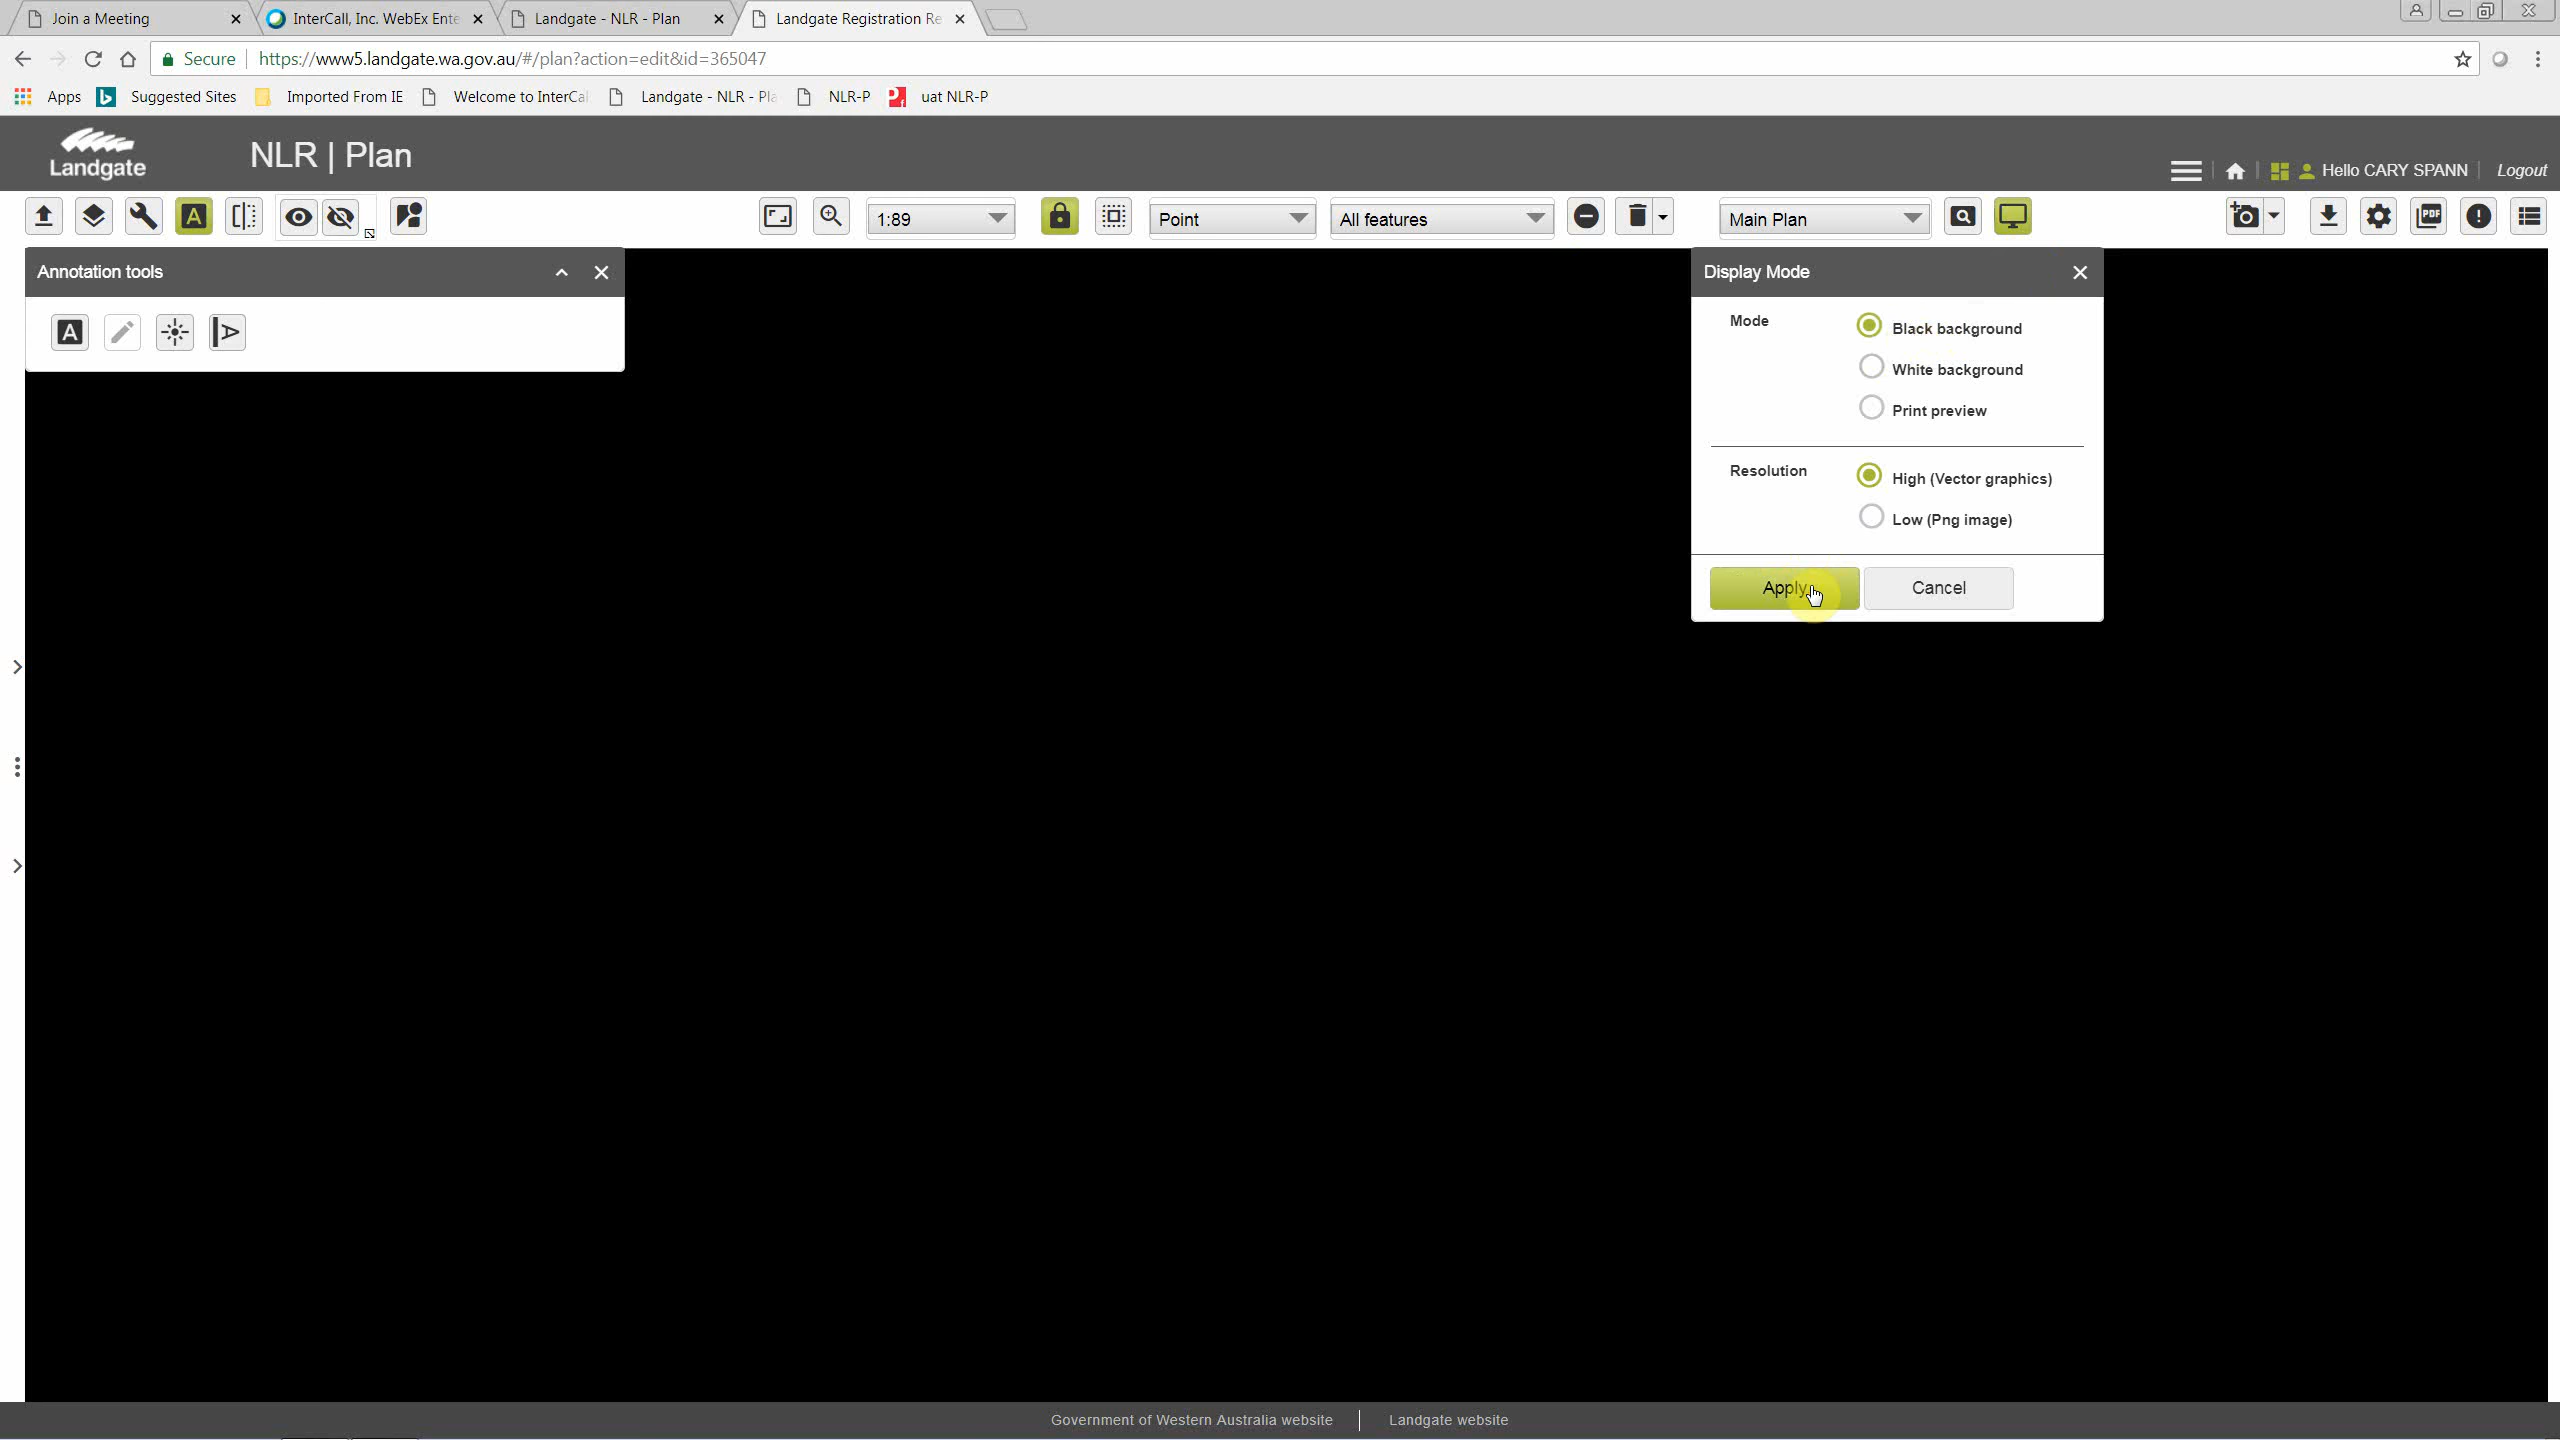 Join a Meeting
InterCall, Inc. WebEx Ente
Landgate - NLR - Plan
Landgate Registration Re
Secure
https://www5.landgate.wa.gov.au/#/plan?action=edit&id=365047
Apps
Suggested Sites
Imported From IE
Welcome to InterCal
Landgate - NLR - Pla
NLR-P
uat NLR-P
Landgate
NLR | Plan
Hello CARY SPANN
Logout
A
1:89
Point
All features
Main Plan
PDF
Annotation tools
A
A
Display Mode
Mode
Black background
White background
Print preview
Resolution
High (Vector graphics)
Low (Png image)
Apply
Cancel
Government of Western Australia website
Landgate website